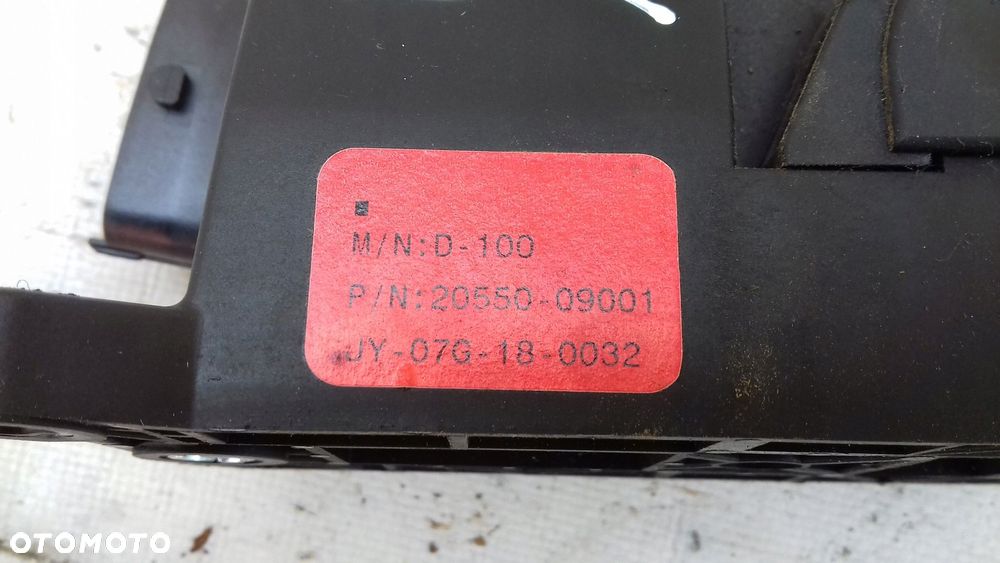 M/N:D-100
P/N:20550-09001
JY-07G-18-0032
OTOMOTO